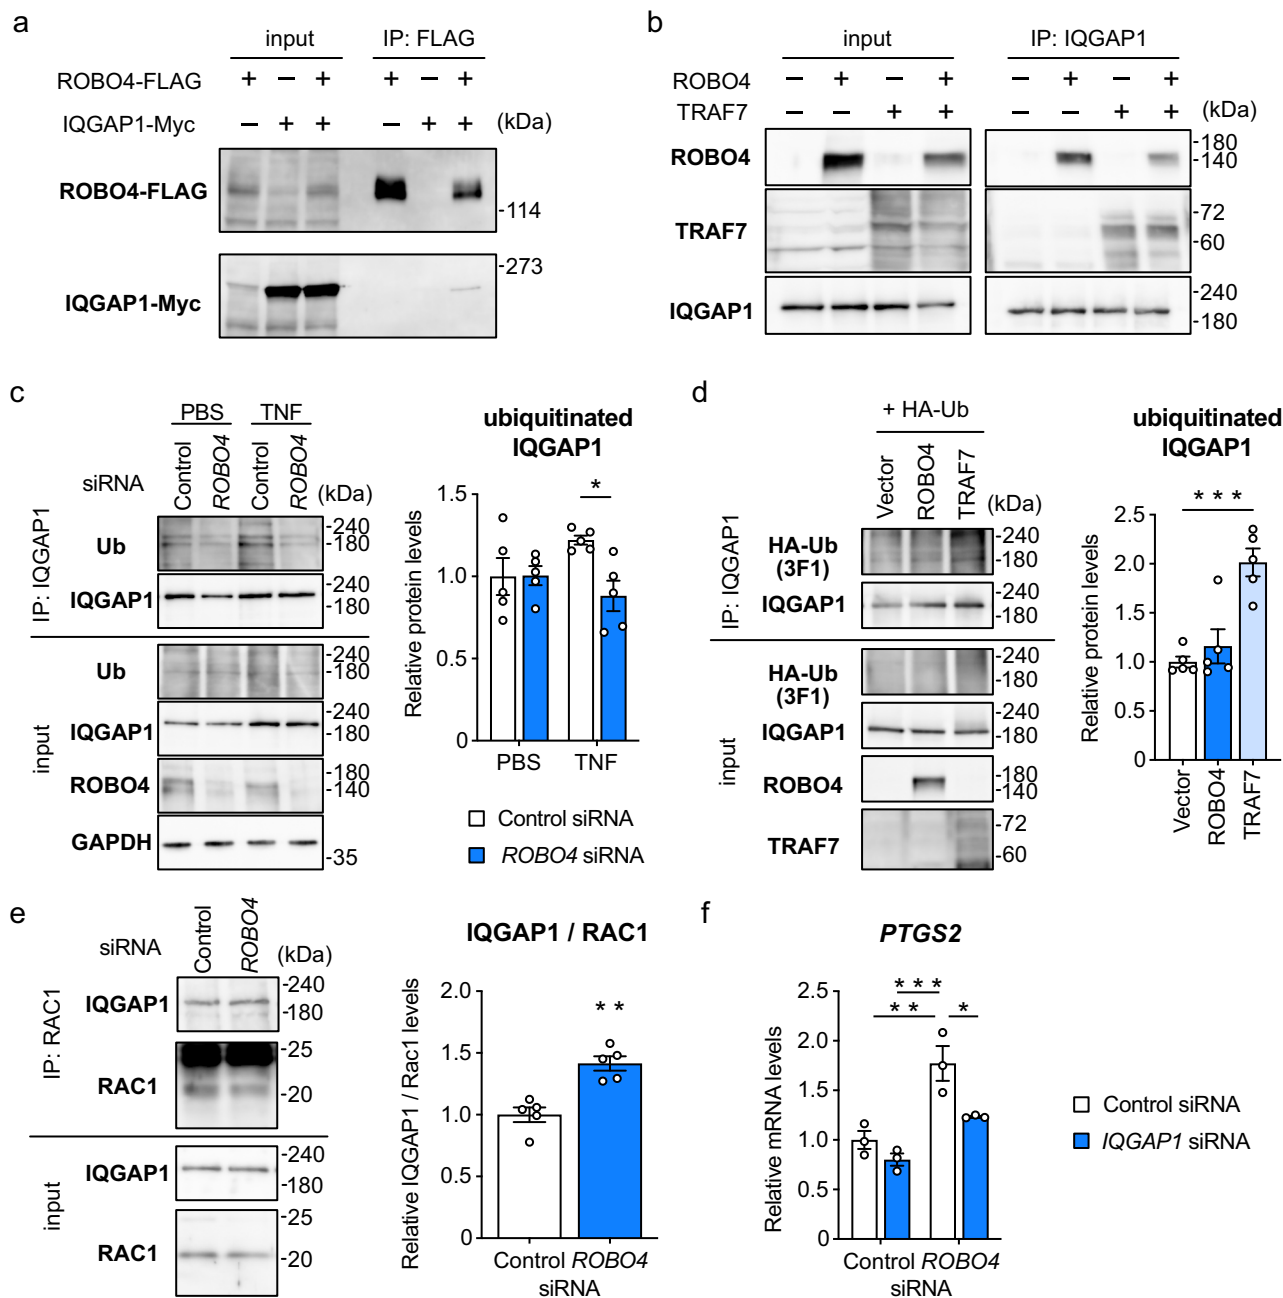 a
input IP: FLAG
ROBO4-FLAG + − + + − +
IQGAP1-Myc − + + − + + (kDa)
ROBO4-FLAG
-114
-273
IQGAP1-Myc
b
input IP: IQGAP1
ROBO4 − + − + − + − +
TRAF7 − − + + − − + + (kDa)
ROBO4 -180
-140
TRAF7 -72
-60
IQGAP1 -240
-180
c
PBS TNF
siRNA Control ROBO4 Control ROBO4 (kDa)
IP: IQGAP1
Ub -240
-180
IQGAP1 -240
-180
input
Ub -240
-180
IQGAP1 -240
-180
ROBO4 -180
-140
GAPDH -35
ubiquitinated
IQGAP1
Relative protein levels
1.5
1.0
0.5
0
*
PBS TNF
Control siRNA
ROBO4 siRNA
d
+ HA-Ub
Vector ROBO4 TRAF7 (kDa)
IP: IQGAP1
HA-Ub -240
(3F1) -180
IQGAP1 -240
-180
input
HA-Ub -240
(3F1) -180
IQGAP1 -240
-180
ROBO4 -180
-140
TRAF7 -72
-60
ubiquitinated
IQGAP1
Relative protein levels
2.5
2.0
1.5
1.0
0.5
0
* * *
Vector ROBO4 TRAF7
e
siRNA Control ROBO4 (kDa)
IP: RAC1
IQGAP1 -240
-180
RAC1 -25
-20
input
IQGAP1 -240
-180
RAC1 -25
-20
IQGAP1 / RAC1
Relative IQGAP1 / Rac1 levels
2.0
1.5
1.0
0.5
0
* *
Control ROBO4
siRNA
f
PTGS2
Relative mRNA levels
2.5
2.0
1.5
1.0
0.5
0
* * *
* * *
Control ROBO4
siRNA
Control siRNA
IQGAP1 siRNA